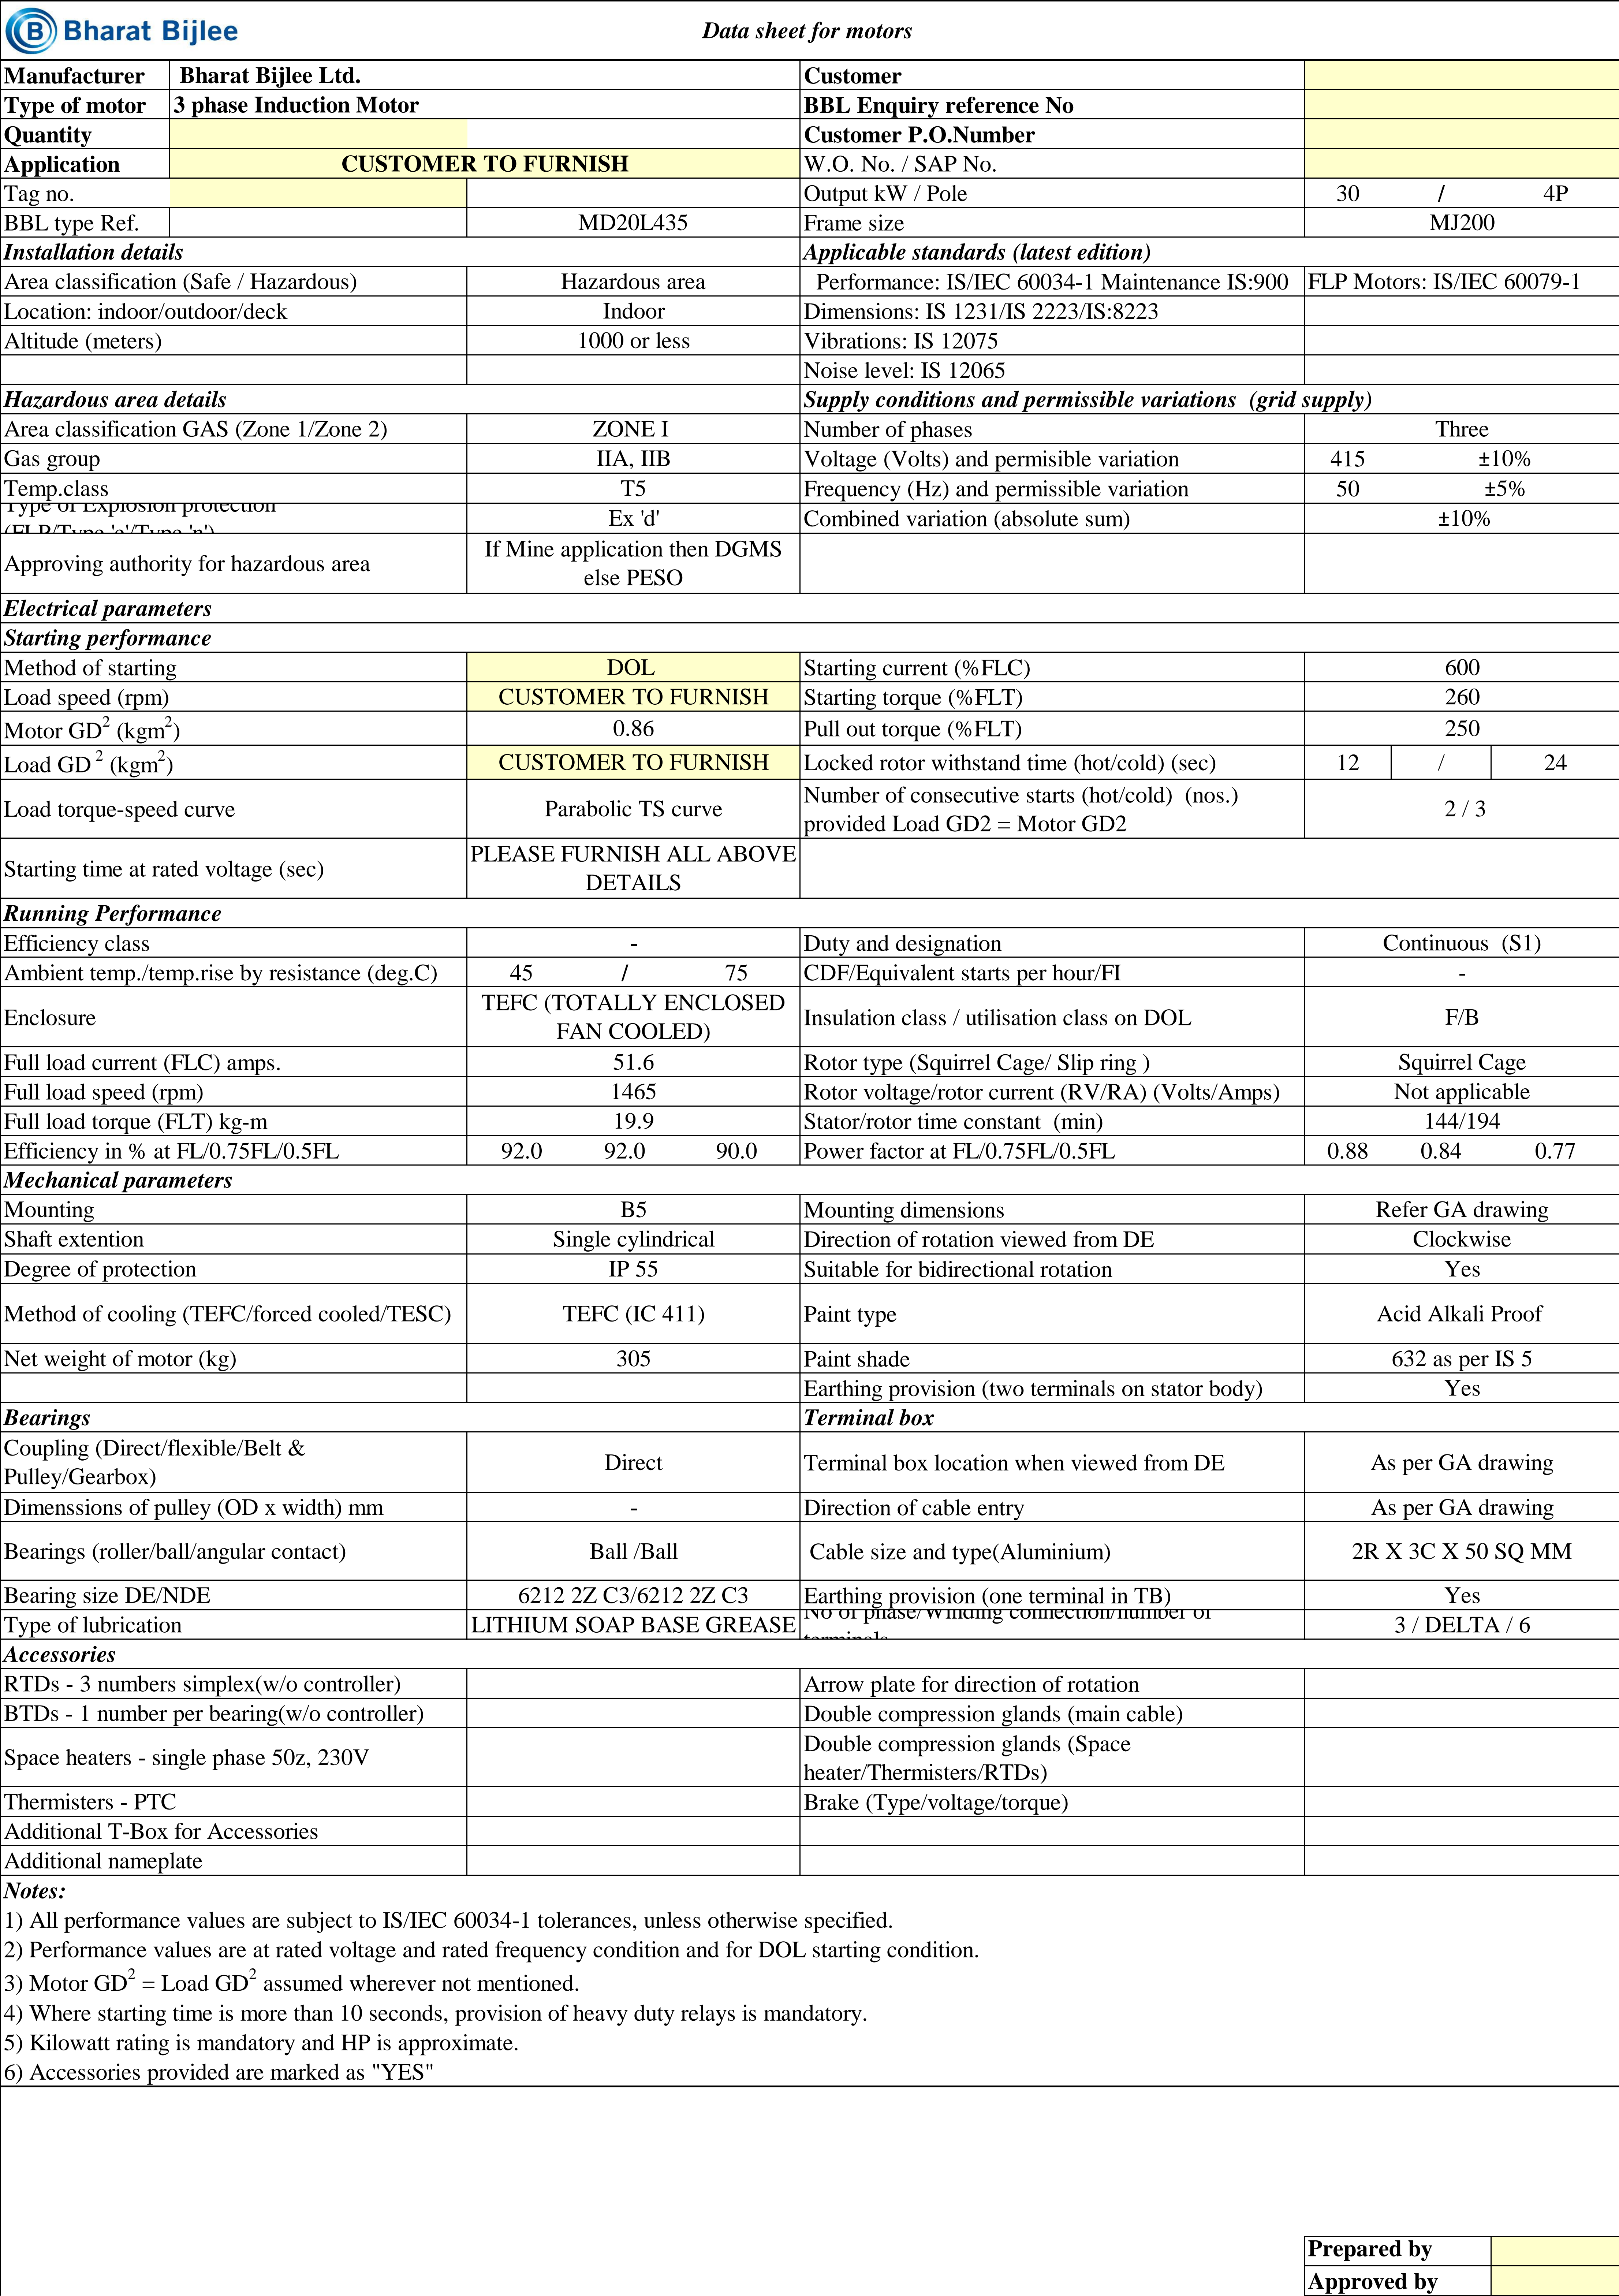 B Bharat Bijlee
Data sheet for motors
Manufacturer Bharat Bijlee Ltd. Customer
Type of motor 3 phase Induction Motor BBL Enquiry reference No
Quantity Customer P.O.Number
Application CUSTOMER TO FURNISH W.O. No. / SAP No.
Tag no. Output kW / Pole 30 / 4P
BBL type Ref. MD20L435 Frame size MJ200
Installation details Applicable standards (latest edition)
Area classification (Safe / Hazardous) Hazardous area Performance: IS/IEC 60034-1 Maintenance IS:900 FLP Motors: IS/IEC 60079-1
Location: indoor/outdoor/deck Indoor Dimensions: IS 1231/IS 2223/IS:8223
Altitude (meters) 1000 or less Vibrations: IS 12075
Noise level: IS 12065
Hazardous area details Supply conditions and permissible variations (grid supply)
Area classification GAS (Zone 1/Zone 2) ZONE I Number of phases Three
Gas group IIA, IIB Voltage (Volts) and permisible variation 415 ±10%
Temp.class T5 Frequency (Hz) and permissible variation 50 ±5%
Type of Explosion protection
(FLP/Type 'e'/Type 'n') Ex 'd' Combined variation (absolute sum) ±10%
Approving authority for hazardous area If Mine application then DGMS
else PESO
Electrical parameters
Starting performance
Method of starting DOL Starting current (%FLC) 600
Load speed (rpm) CUSTOMER TO FURNISH Starting torque (%FLT) 260
Motor GD² (kgm²) 0.86 Pull out torque (%FLT) 250
Load GD ² (kgm²) CUSTOMER TO FURNISH Locked rotor withstand time (hot/cold) (sec) 12 / 24
Load torque-speed curve Parabolic TS curve Number of consecutive starts (hot/cold) (nos.)
provided Load GD2 = Motor GD2 2 / 3
Starting time at rated voltage (sec) PLEASE FURNISH ALL ABOVE
DETAILS
Running Performance
Efficiency class - Duty and designation Continuous (S1)
Ambient temp./temp.rise by resistance (deg.C) 45 / 75 CDF/Equivalent starts per hour/FI -
Enclosure TEFC (TOTALLY ENCLOSED
FAN COOLED) Insulation class / utilisation class on DOL F/B
Full load current (FLC) amps. 51.6 Rotor type (Squirrel Cage/ Slip ring ) Squirrel Cage
Full load speed (rpm) 1465 Rotor voltage/rotor current (RV/RA) (Volts/Amps) Not applicable
Full load torque (FLT) kg-m 19.9 Stator/rotor time constant (min) 144/194
Efficiency in % at FL/0.75FL/0.5FL 92.0 92.0 90.0 Power factor at FL/0.75FL/0.5FL 0.88 0.84 0.77
Mechanical parameters
Mounting B5 Mounting dimensions Refer GA drawing
Shaft extention Single cylindrical Direction of rotation viewed from DE Clockwise
Degree of protection IP 55 Suitable for bidirectional rotation Yes
Method of cooling (TEFC/forced cooled/TESC) TEFC (IC 411) Paint type Acid Alkali Proof
Net weight of motor (kg) 305 Paint shade 632 as per IS 5
Earthing provision (two terminals on stator body) Yes
Bearings Terminal box
Coupling (Direct/flexible/Belt &
Pulley/Gearbox) Direct Terminal box location when viewed from DE As per GA drawing
Dimenssions of pulley (OD x width) mm - Direction of cable entry As per GA drawing
Bearings (roller/ball/angular contact) Ball /Ball Cable size and type(Aluminium) 2R X 3C X 50 SQ MM
Bearing size DE/NDE 6212 2Z C3/6212 2Z C3 Earthing provision (one terminal in TB) Yes
Type of lubrication LITHIUM SOAP BASE GREASE No of phase/Winding connection/number of
terminals 3 / DELTA / 6
Accessories
RTDs - 3 numbers simplex(w/o controller) Arrow plate for direction of rotation
BTDs - 1 number per bearing(w/o controller) Double compression glands (main cable)
Space heaters - single phase 50z, 230V Double compression glands (Space
heater/Thermisters/RTDs)
Thermisters - PTC Brake (Type/voltage/torque)
Additional T-Box for Accessories
Additional nameplate
Notes:
1) All performance values are subject to IS/IEC 60034-1 tolerances, unless otherwise specified.
2) Performance values are at rated voltage and rated frequency condition and for DOL starting condition.
3) Motor GD² = Load GD² assumed wherever not mentioned.
4) Where starting time is more than 10 seconds, provision of heavy duty relays is mandatory.
5) Kilowatt rating is mandatory and HP is approximate.
6) Accessories provided are marked as "YES"
Prepared by
Approved by